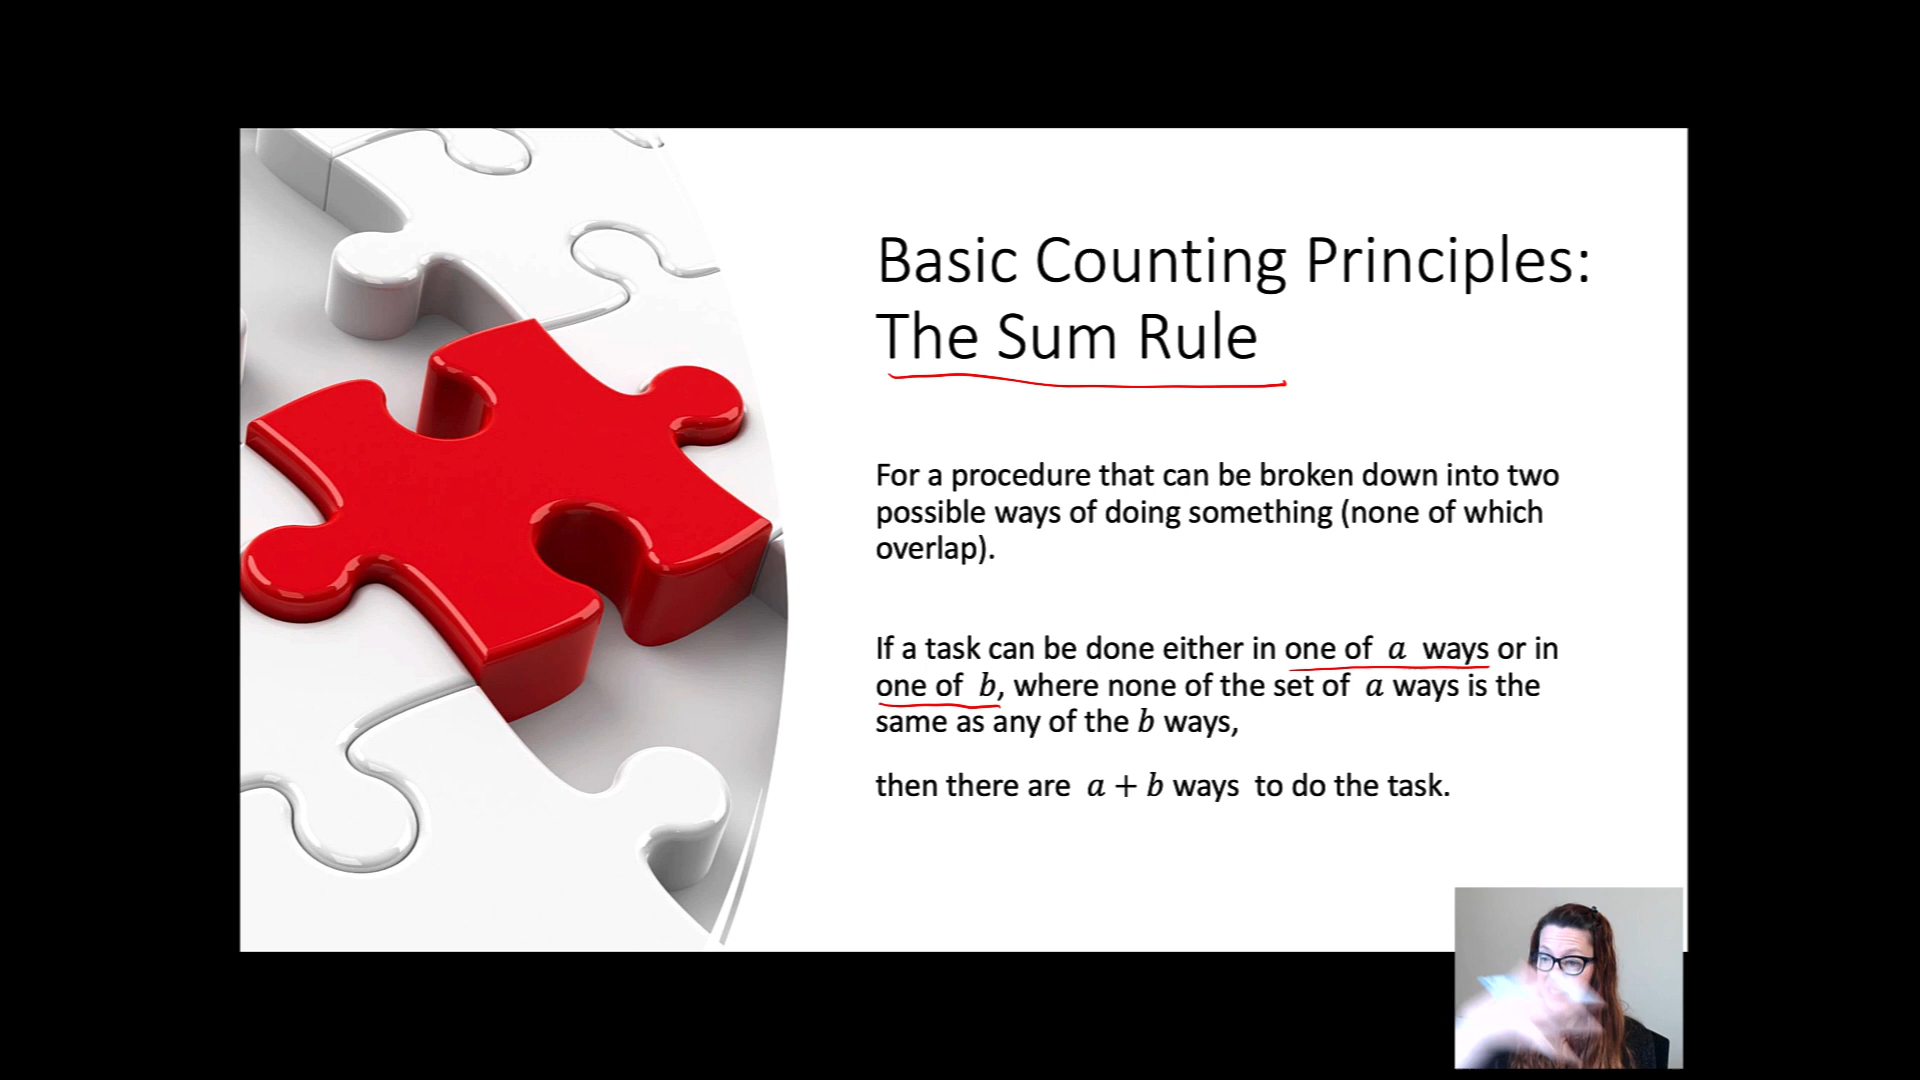 Basic Counting Principles:
The Sum Rule
For a procedure that can be broken down into two
possible ways of doing something (none of which
overlap).
If a task can be done either in one of a ways or in
one of b, where none of the set of a ways is the
same as any of the b ways,
then there are a + b ways to do the task.